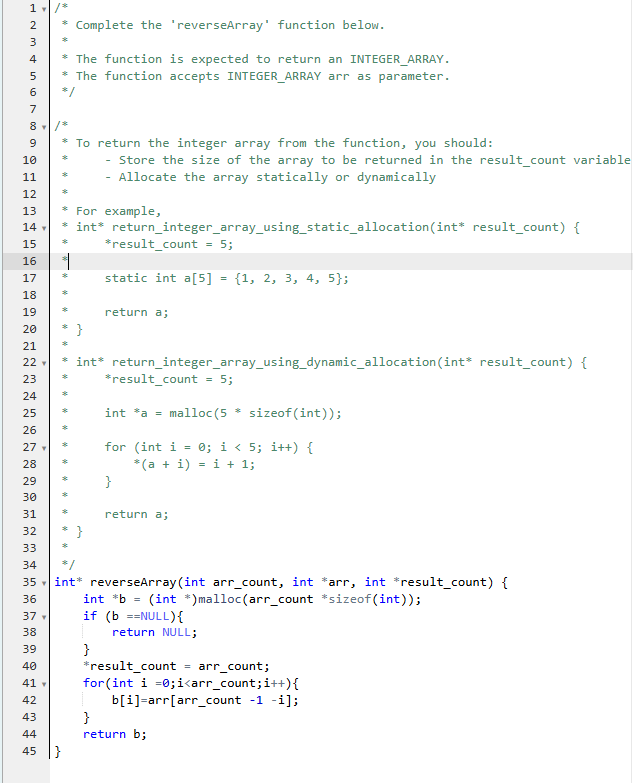 1 /*
2  * Complete the 'reverseArray' function below.
3  *
4  * The function is expected to return an INTEGER_ARRAY.
5  * The function accepts INTEGER_ARRAY arr as parameter.
6  */
7
8 /*
9  * To return the integer array from the function, you should:
10  *     - Store the size of the array to be returned in the result_count variable
11  *     - Allocate the array statically or dynamically
12  *
13  * For example,
14  * int* return_integer_array_using_static_allocation(int* result_count) {
15  *     *result_count = 5;
16  *
17  *     static int a[5] = {1, 2, 3, 4, 5};
18  *
19  *     return a;
20  * }
21  *
22  * int* return_integer_array_using_dynamic_allocation(int* result_count) {
23  *     *result_count = 5;
24  *
25  *     int *a = malloc(5 * sizeof(int));
26  *
27  *     for (int i = 0; i < 5; i++) {
28  *         *(a + i) = i + 1;
29  *     }
30  *
31  *     return a;
32  * }
33  *
34  */
35 int* reverseArray(int arr_count, int *arr, int *result_count) {
36     int *b = (int *)malloc(arr_count *sizeof(int));
37     if (b ==NULL){
38         return NULL;
39     }
40     *result_count = arr_count;
41     for(int i =0;i<arr_count;i++){
42         b[i]=arr[arr_count -1 -i];
43     }
44     return b;
45 }